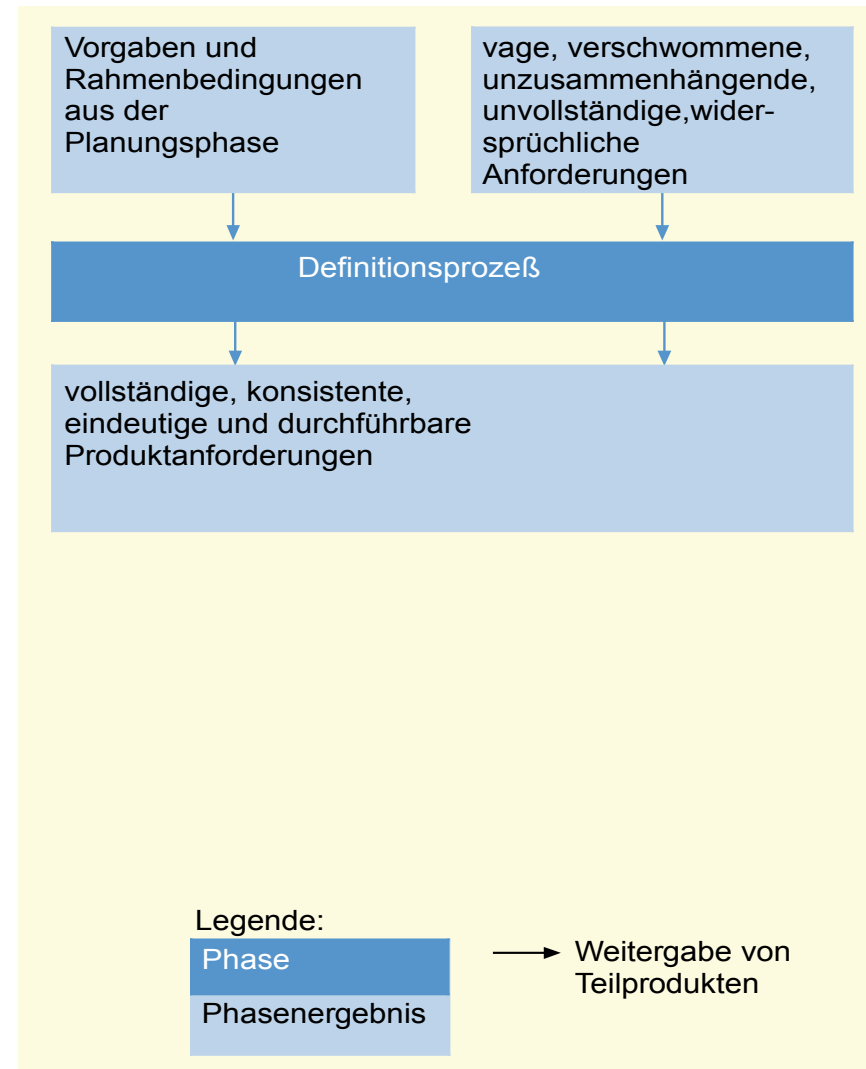 Vorgaben und
Rahmenbedingungen
aus der
Planungsphase
vage, verschwommene,
unzusammenhängende,
unvollständige,wider-
sprüchliche
Anforderungen
Definitionsprozeß
vollständige, konsistente,
eindeutige und durchführbare
Produktanforderungen
Legende:
Phase
Phasenergebnis
Weitergabe von
Teilprodukten